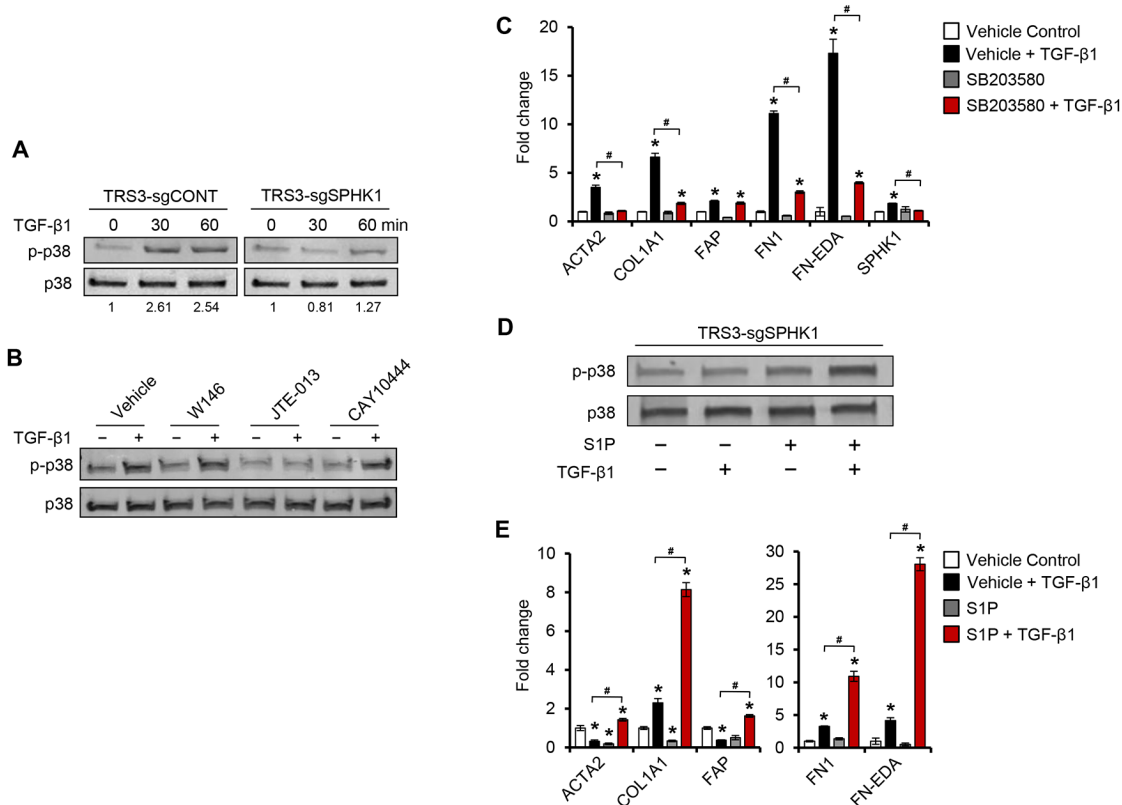 A
TRS3-sgCONT TRS3-sgSPHK1
TGF-β1 0 30 60 0 30 60 min
p-p38
p38
1 2.61 2.54 1 0.81 1.27
B
Vehicle W146 JTE-013 CAY10444
TGF-β1 – + – + – + – +
p-p38
p38
C
Fold change
20
15
10
5
0
* # * # * * * # * # * * # *
ACTA2 COL1A1 FAP FN1 FN-EDA SPHK1
Vehicle Control
Vehicle + TGF-β1
SB203580
SB203580 + TGF-β1
D
TRS3-sgSPHK1
p-p38
p38
S1P – – + +
TGF-β1 – + – +
E
Fold change
10
8
6
4
2
0
* * # * * * # * * # *
ACTA2 COL1A1 FAP
30
25
20
15
10
5
0
* # * * # *
FN1 FN-EDA
Vehicle Control
Vehicle + TGF-β1
S1P
S1P + TGF-β1